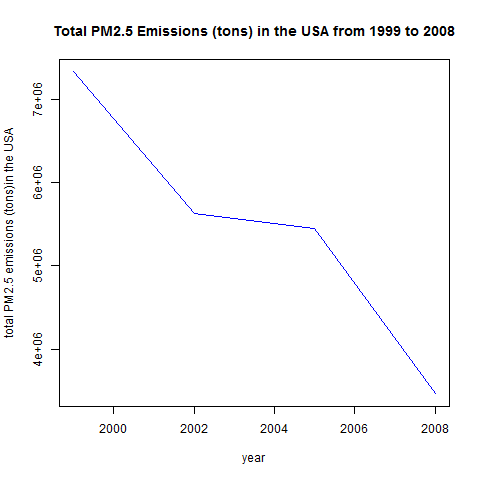 Total PM2.5 Emissions (tons) in the USA from 1999 to 2008
total PM2.5 emissions (tons)in the USA
7e+06
6e+06
5e+06
4e+06
2000 2002 2004 2006 2008
year